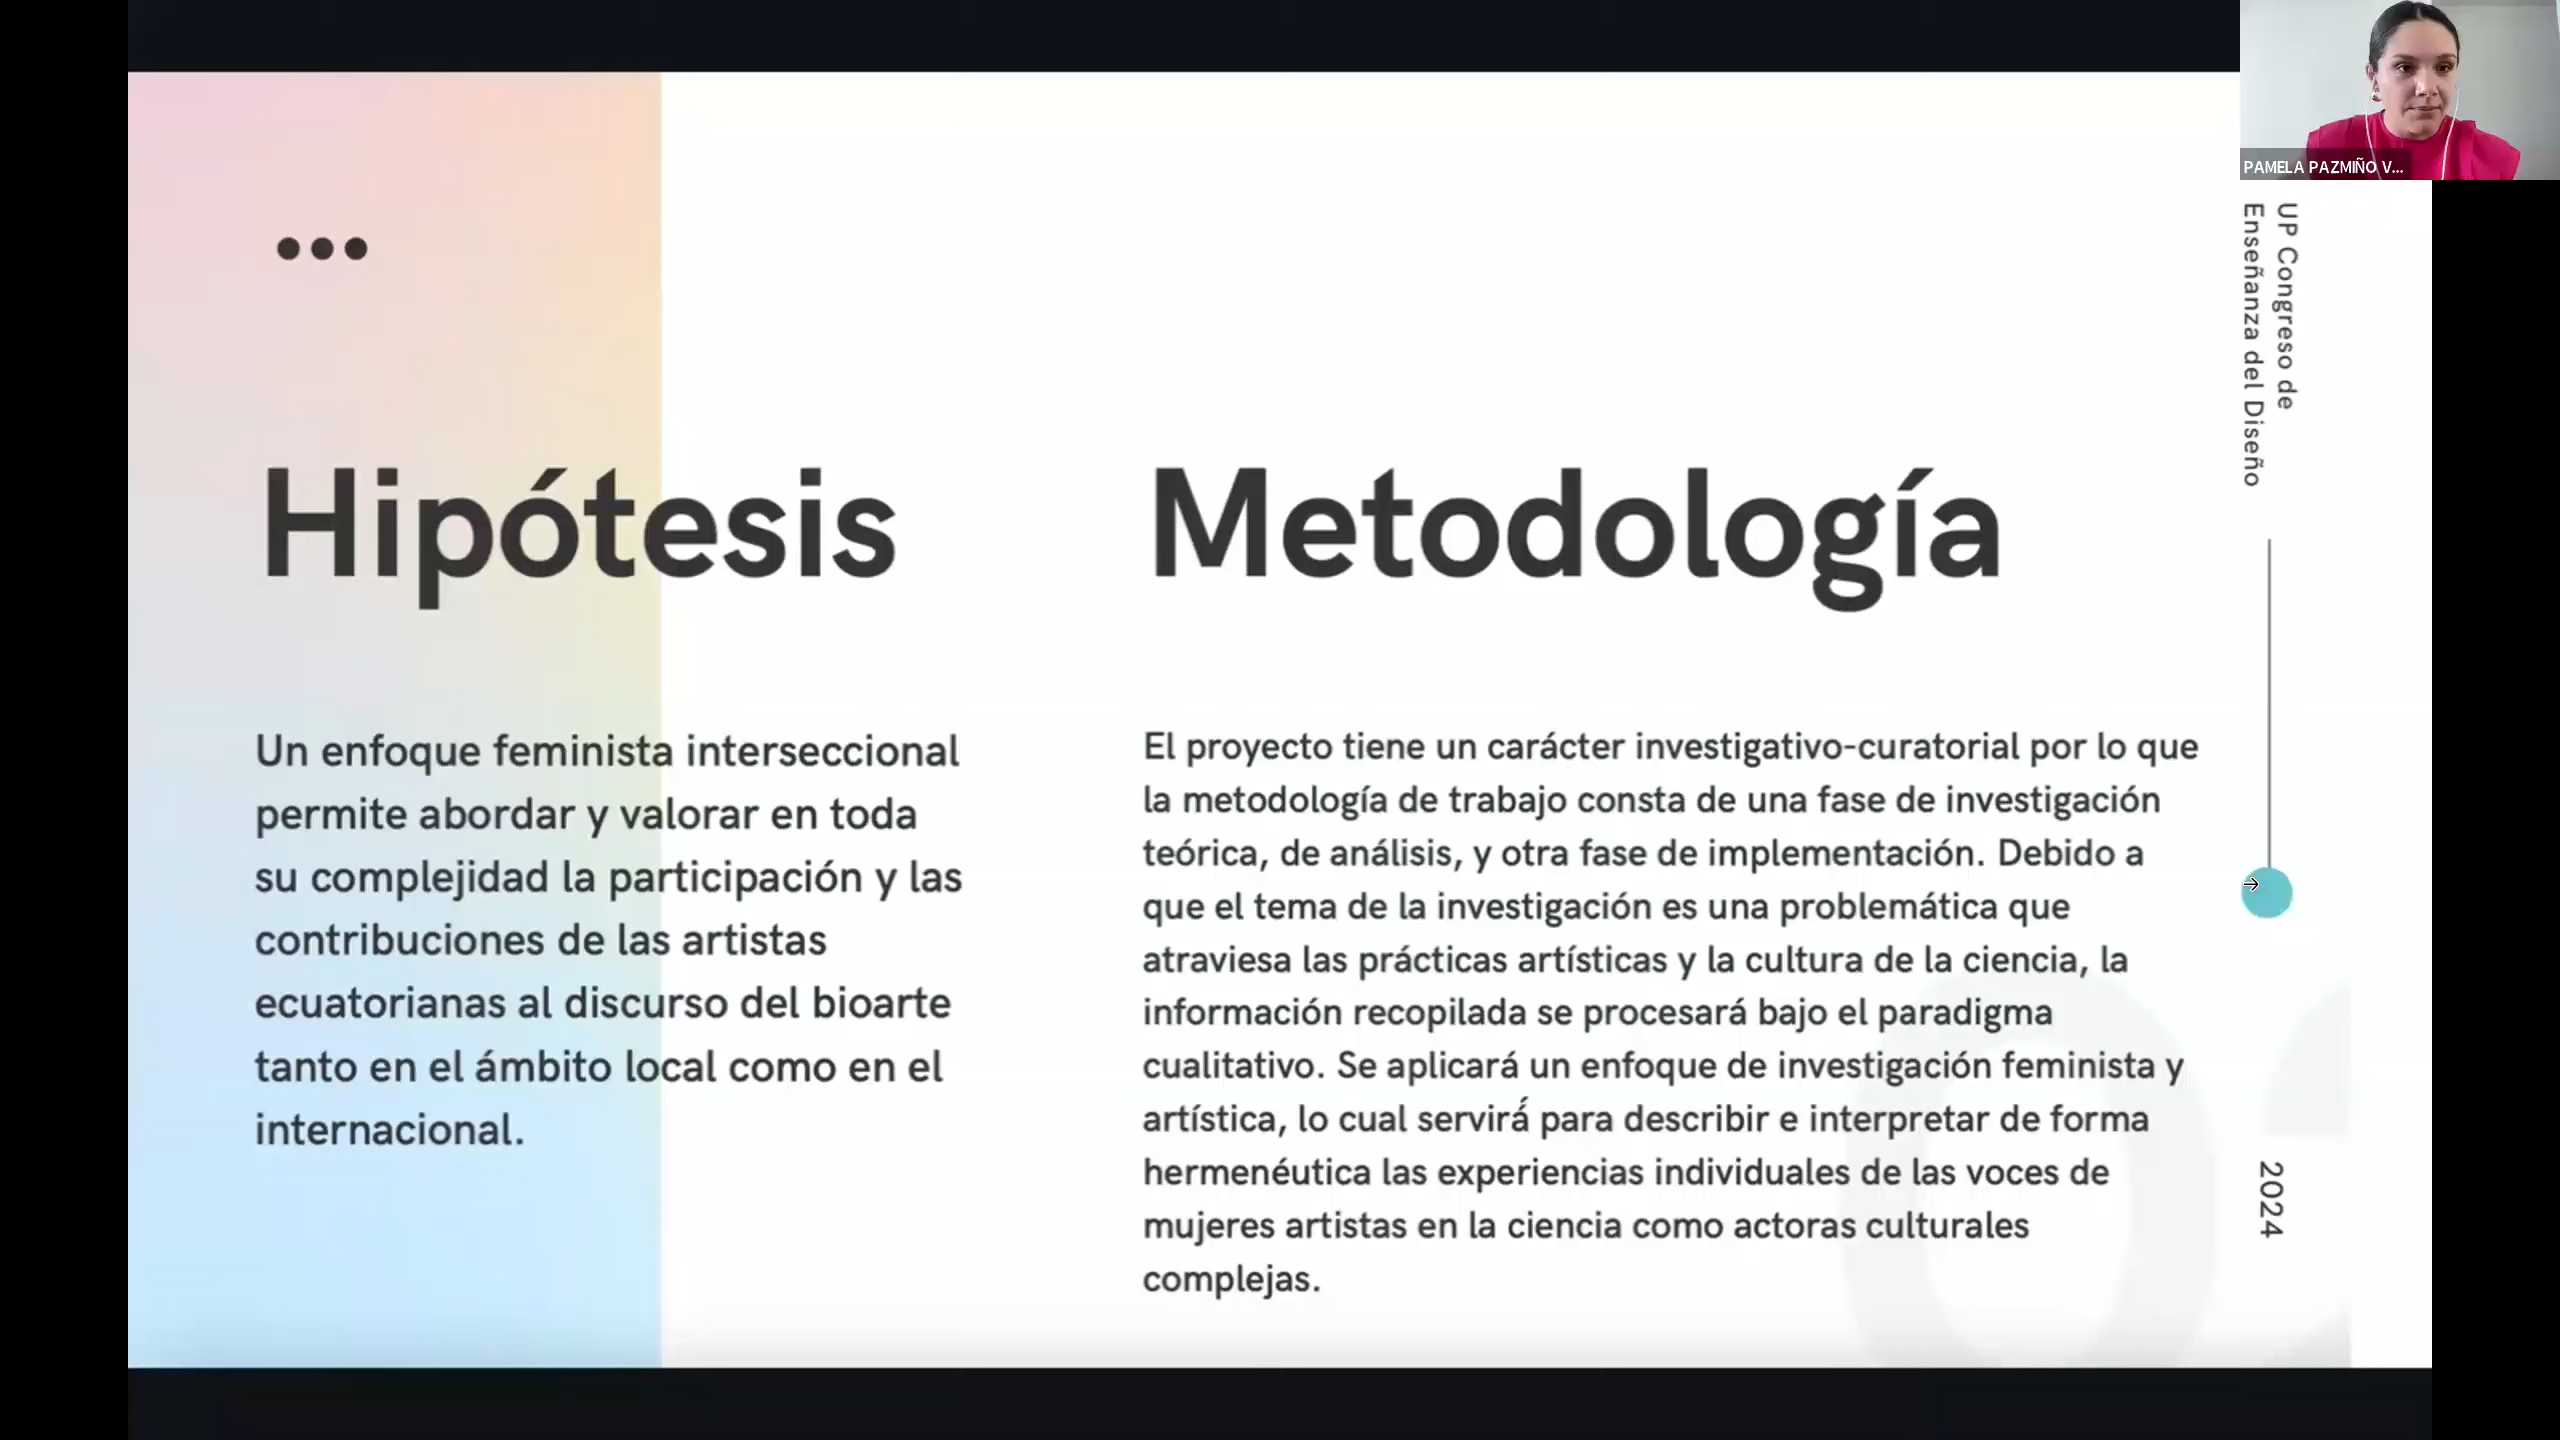 PAMELA PAZMIÑO V...
UP Congreso de
Enseñanza del Diseño
Hipótesis
Un enfoque feminista interseccional
permite abordar y valorar en toda
su complejidad la participación y las
contribuciones de las artistas
ecuatorianas al discurso del bioarte
tanto en el ámbito local como en el
internacional.
Metodología
El proyecto tiene un carácter investigativo-curatorial por lo que
la metodología de trabajo consta de una fase de investigación
teórica, de análisis, y otra fase de implementación. Debido a
que el tema de la investigación es una problemática que
atraviesa las prácticas artísticas y la cultura de la ciencia, la
información recopilada se procesará bajo el paradigma
cualitativo. Se aplicará un enfoque de investigación feminista y
artística, lo cual servirá́ para describir e interpretar de forma
hermenéutica las experiencias individuales de las voces de
mujeres artistas en la ciencia como actoras culturales
complejas.
2024